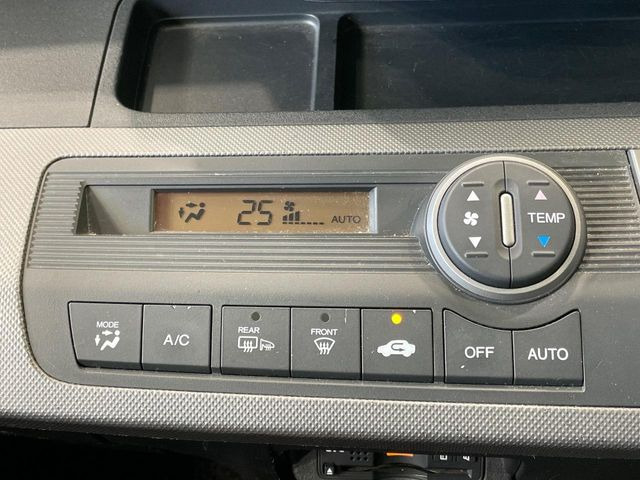 25 AUTO
TEMP
MODE
A/C
REAR
FRONT
OFF
AUTO